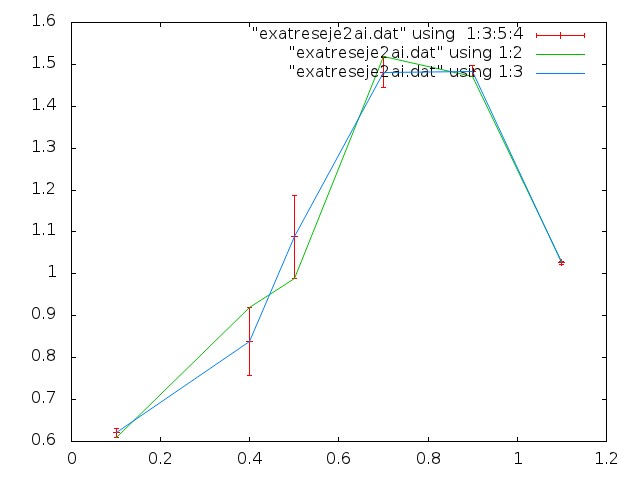 "exatreseje2ai.dat" using  1:3:5:4
"exatreseje2ai.dat" using 1:2
"exatreseje2ai.dat" using 1:3
1.6
1.5
1.4
1.3
1.2
1.1
1
0.9
0.8
0.7
0.6
0 0.2 0.4 0.6 0.8 1 1.2